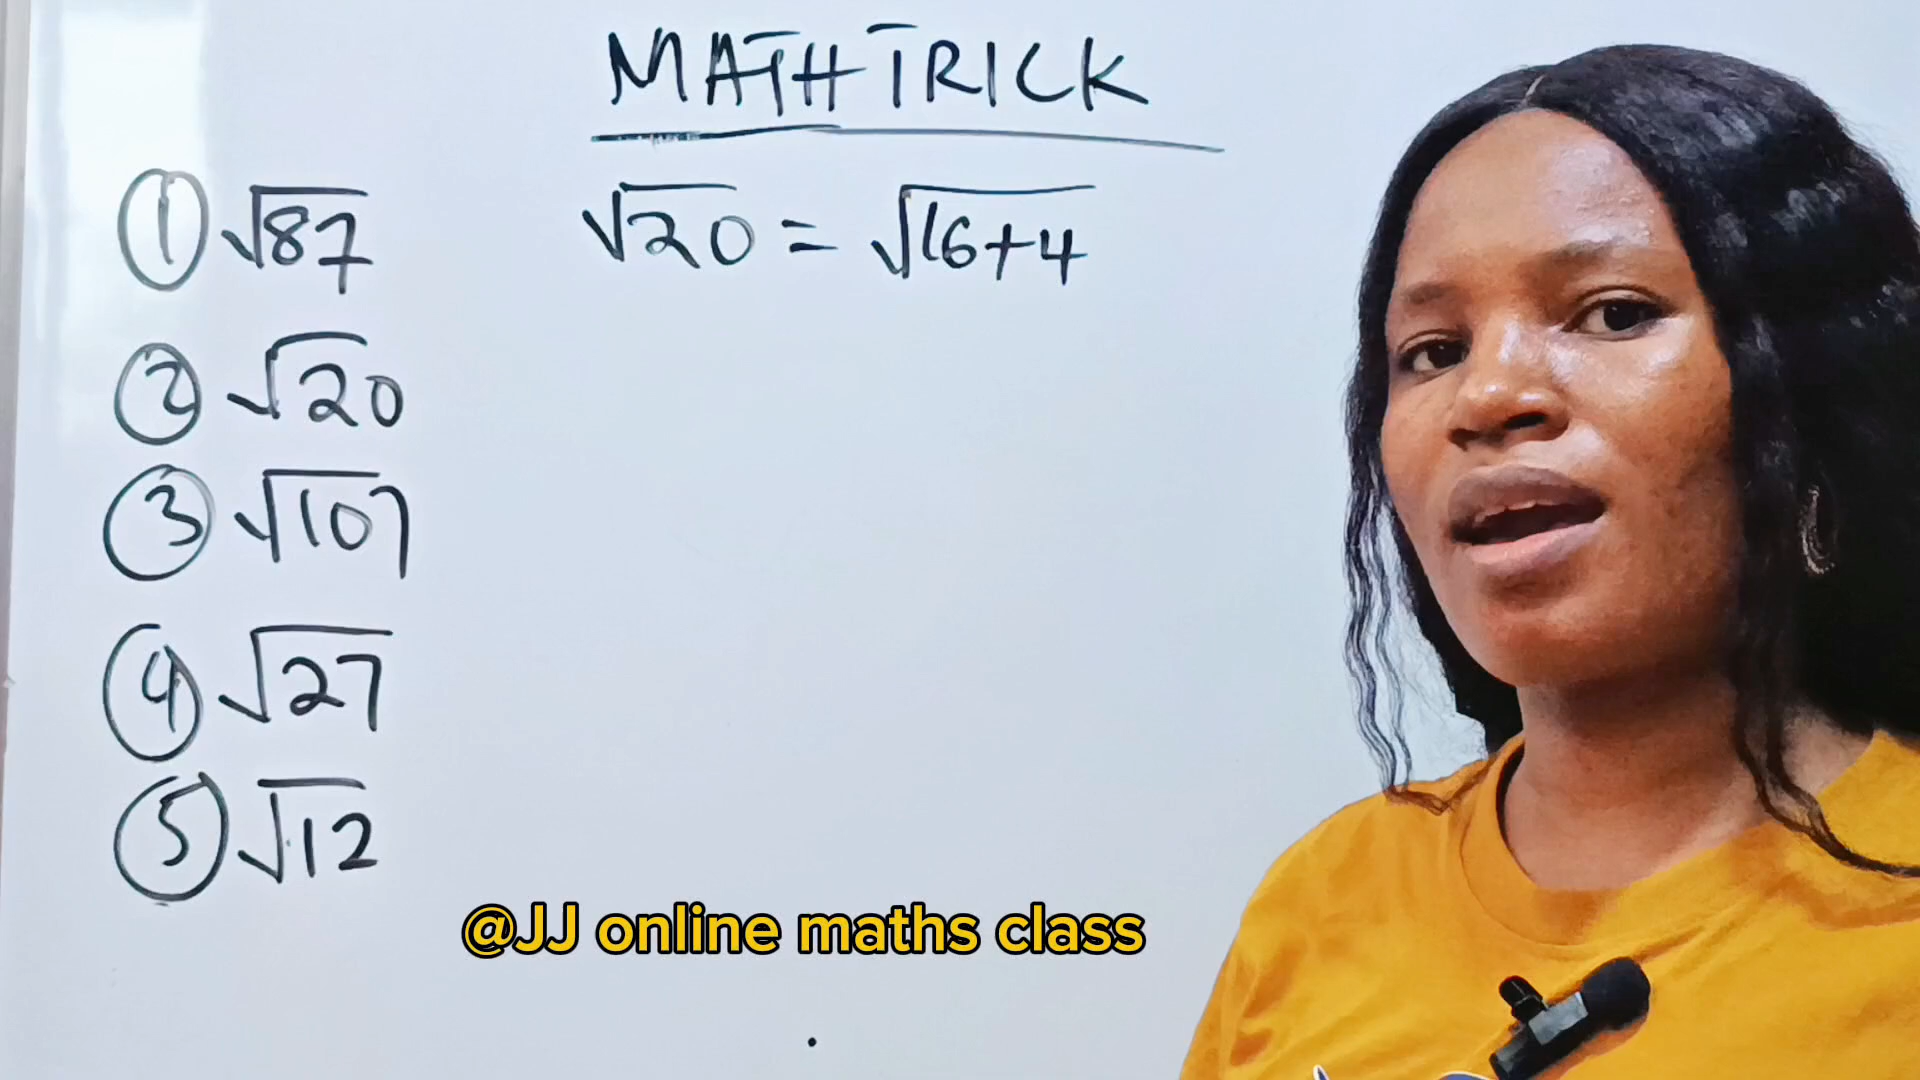 MATH TRICK
① √87
√20 = √16+4
② √20
③ √107
④ √27
⑤ √12
@JJ online maths class